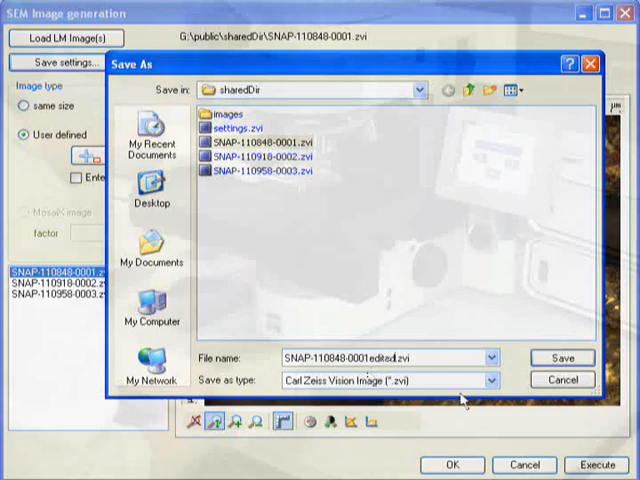 SEM Image generation
Load LM Image(s)
G:\public\sharedDir\SNAP-110848-0001.zvi
Save settings...
Image type
same size
User defined
Ente
MosaiX image
factor
SNAP-110848-0001.z
SNAP-110918-0002.z
SNAP-110958-0003.z
µm
Save As
Save in:
sharedDir
My Recent
Documents
Desktop
My Documents
My Computer
My Network
images
settings.zvi
SNAP-110848-0001.zvi
SNAP-110918-0002.zvi
SNAP-110958-0003.zvi
File name:
SNAP-110848-0001edited.zvi
Save
Save as type:
Carl Zeiss Vision Image (*.zvi)
Cancel
OK
Cancel
Execute